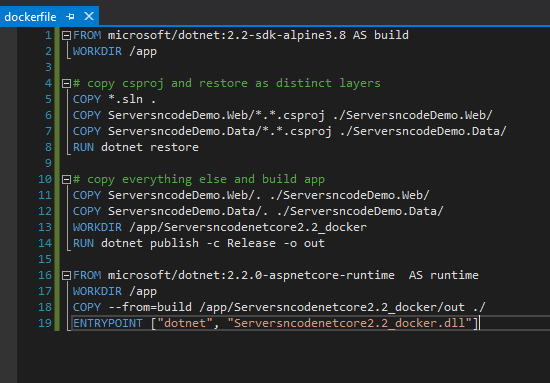 dockerfile
1 FROM microsoft/dotnet:2.2-sdk-alpine3.8 AS build
2 WORKDIR /app
3
4 # copy csproj and restore as distinct layers
5 COPY *.sln .
6 COPY ServersncodeDemo.Web/*.*.csproj ./ServersncodeDemo.Web/
7 COPY ServersncodeDemo.Data/*.*.csproj ./ServersncodeDemo.Data/
8 RUN dotnet restore
9
10 # copy everything else and build app
11 COPY ServersncodeDemo.Web/. ./ServersncodeDemo.Web/
12 COPY ServersncodeDemo.Data/. ./ServersncodeDemo.Data/
13 WORKDIR /app/Serversncodenetcore2.2_docker
14 RUN dotnet publish -c Release -o out
15
16 FROM microsoft/dotnet:2.2.0-aspnetcore-runtime  AS runtime
17 WORKDIR /app
18 COPY --from=build /app/Serversncodenetcore2.2_docker/out ./
19 ENTRYPOINT ["dotnet", "Serversncodenetcore2.2_docker.dll"]